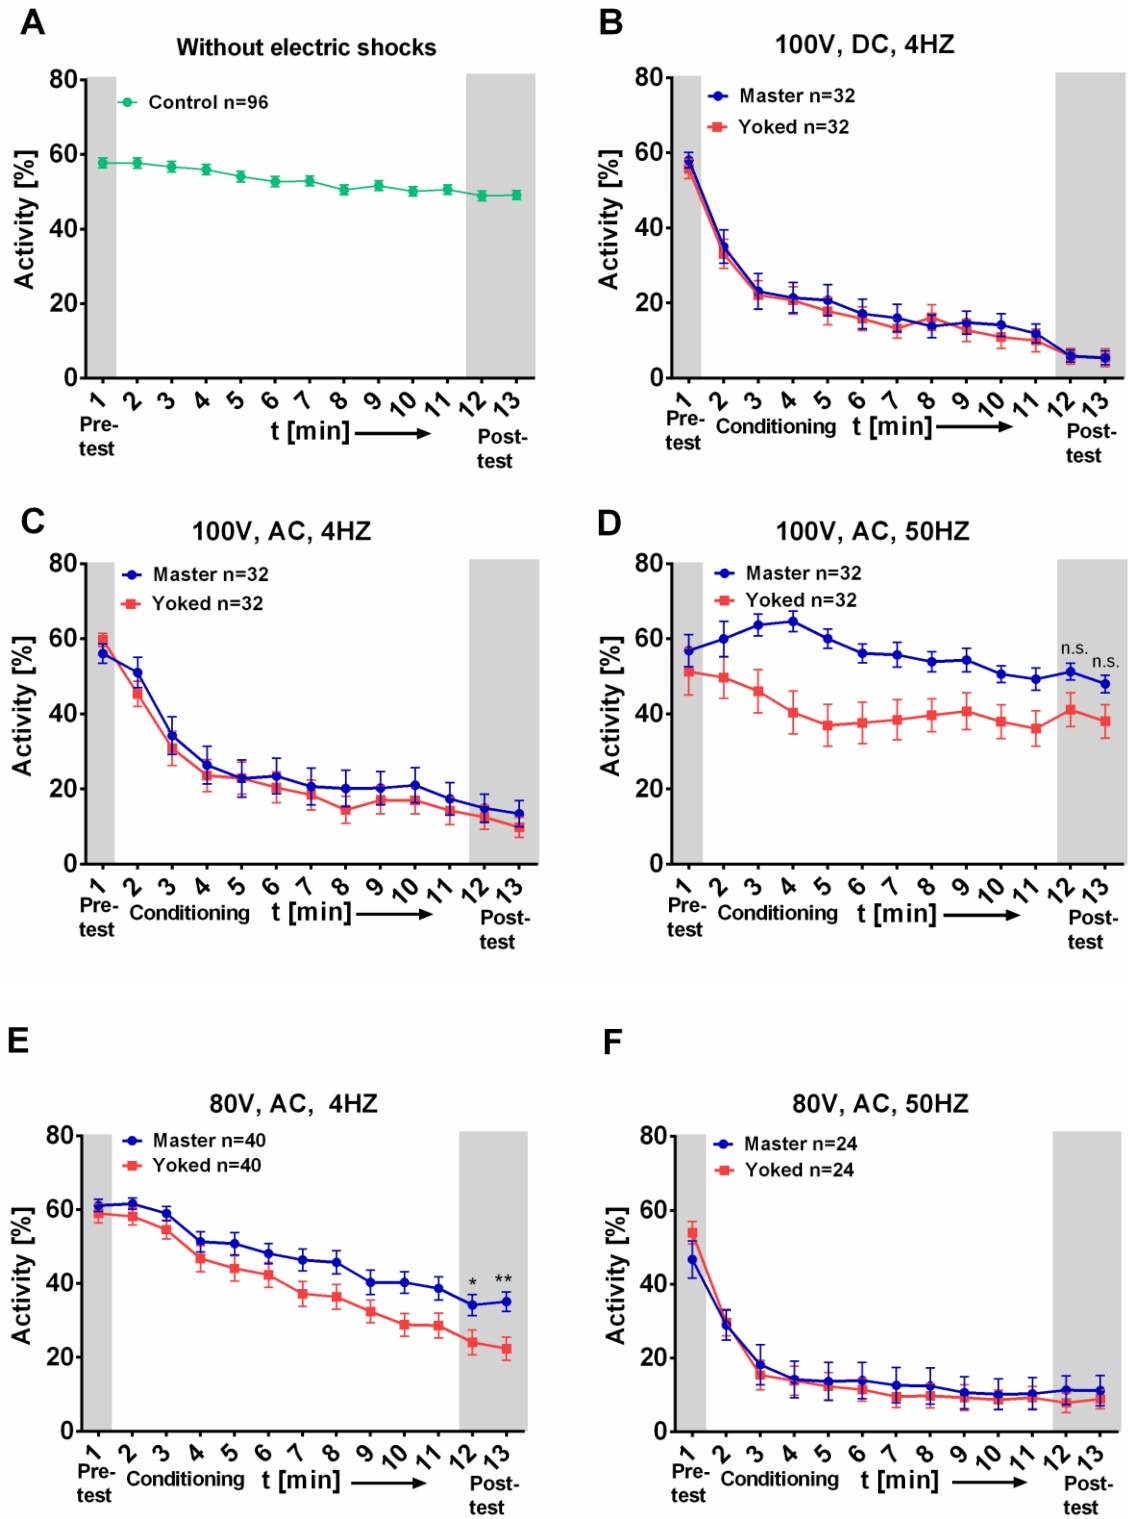 A
Without electric shocks
Control n=96
Activity [%]
80
60
40
20
0
1 2 3 4 5 6 7 8 9 10 11 12 13
Pre-
test
t [min]
Post-
test
B
100V, DC, 4HZ
Master n=32
Yoked n=32
Activity [%]
80
60
40
20
0
1 2 3 4 5 6 7 8 9 10 11 12 13
Pre-
test
Conditioning t [min]
Post-
test
C
100V, AC, 4HZ
Master n=32
Yoked n=32
Activity [%]
80
60
40
20
0
1 2 3 4 5 6 7 8 9 10 11 12 13
Pre-
test
Conditioning t [min]
Post-
test
D
100V, AC, 50HZ
Master n=32
Yoked n=32
n.s.
n.s.
Activity [%]
80
60
40
20
0
1 2 3 4 5 6 7 8 9 10 11 12 13
Pre-
test
Conditioning t [min]
Post-
test
E
80V, AC, 4HZ
Master n=40
Yoked n=40
* **
Activity [%]
80
60
40
20
0
1 2 3 4 5 6 7 8 9 10 11 12 13
Pre-
test
Conditioning t [min]
Post-
test
F
80V, AC, 50HZ
Master n=24
Yoked n=24
Activity [%]
80
60
40
20
0
1 2 3 4 5 6 7 8 9 10 11 12 13
Pre-
test
Conditioning t [min]
Post-
test